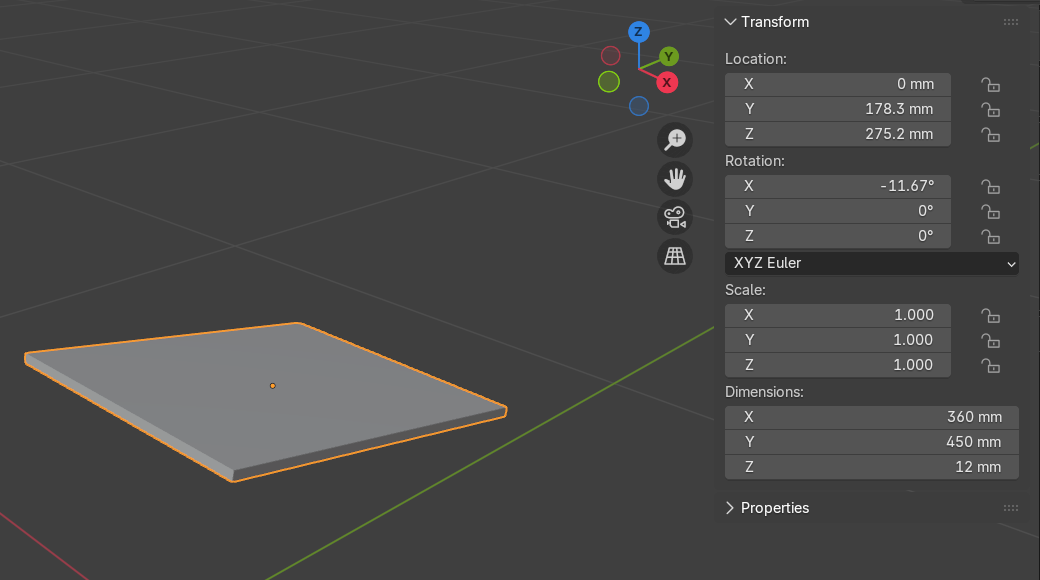 Z
Y
X
Transform
Location:
X 0 mm
Y 178.3 mm
Z 275.2 mm
Rotation:
X -11.67°
Y 0°
Z 0°
XYZ Euler
Scale:
X 1.000
Y 1.000
Z 1.000
Dimensions:
X 360 mm
Y 450 mm
Z 12 mm
Properties